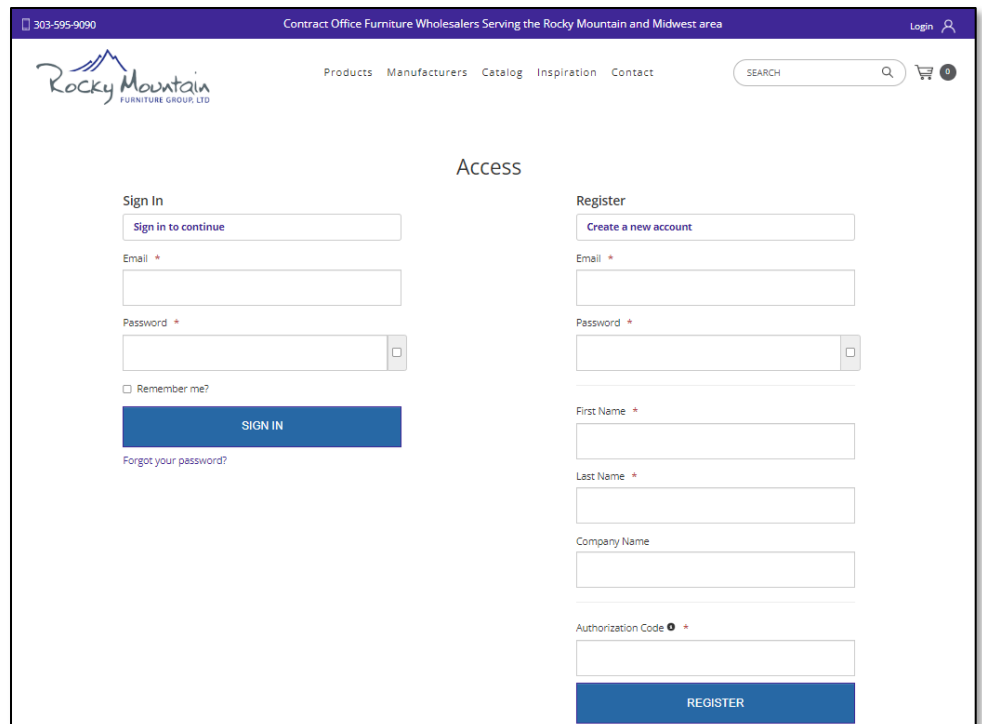 303-595-9090
Contract Office Furniture Wholesalers Serving the Rocky Mountain and Midwest area
Login
Rocky Mountain
FURNITURE GROUP, LTD
Products Manufacturers Catalog Inspiration Contact
SEARCH
0
Access
Sign In
Sign in to continue
Email *
Password *
Remember me?
SIGN IN
Forgot your password?
Register
Create a new account
Email *
Password *
First Name *
Last Name *
Company Name
Authorization Code *
REGISTER